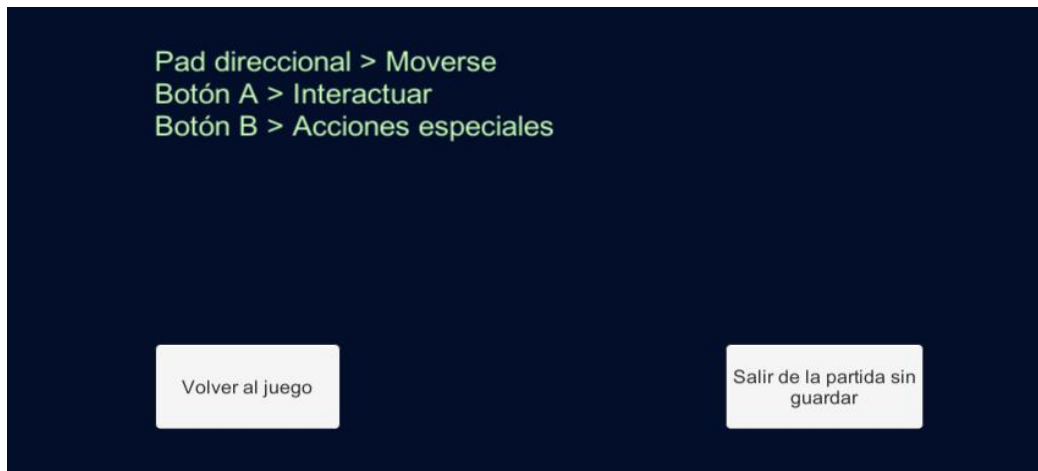 Pad direccional > Moverse
Botón A > Interactuar
Botón B > Acciones especiales
Volver al juego
Salir de la partida sin
guardar